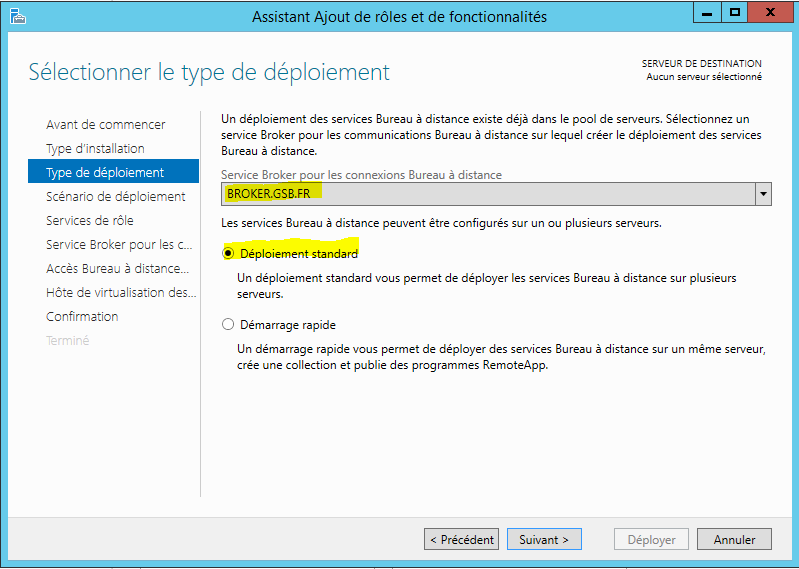 Assistant Ajout de rôles et de fonctionnalités
Sélectionner le type de déploiement
SERVEUR DE DESTINATION
Aucun serveur sélectionné
Avant de commencer
Type d'installation
Type de déploiement
Scénario de déploiement
Services de rôle
Service Broker pour les c...
Accès Bureau à distance...
Hôte de virtualisation des...
Confirmation
Terminé
Un déploiement des services Bureau à distance existe déjà dans le pool de serveurs. Sélectionnez un
service Broker pour les communications Bureau à distance sur lequel créer le déploiement des services
Bureau à distance.
Service Broker pour les connexions Bureau à distance
BROKER.GSB.FR
Les services Bureau à distance peuvent être configurés sur un ou plusieurs serveurs.
Déploiement standard
Un déploiement standard vous permet de déployer les services Bureau à distance sur plusieurs
serveurs.
Démarrage rapide
Un démarrage rapide vous permet de déployer des services Bureau à distance sur un même serveur,
crée une collection et publie des programmes RemoteApp.
< Précédent
Suivant >
Déployer
Annuler